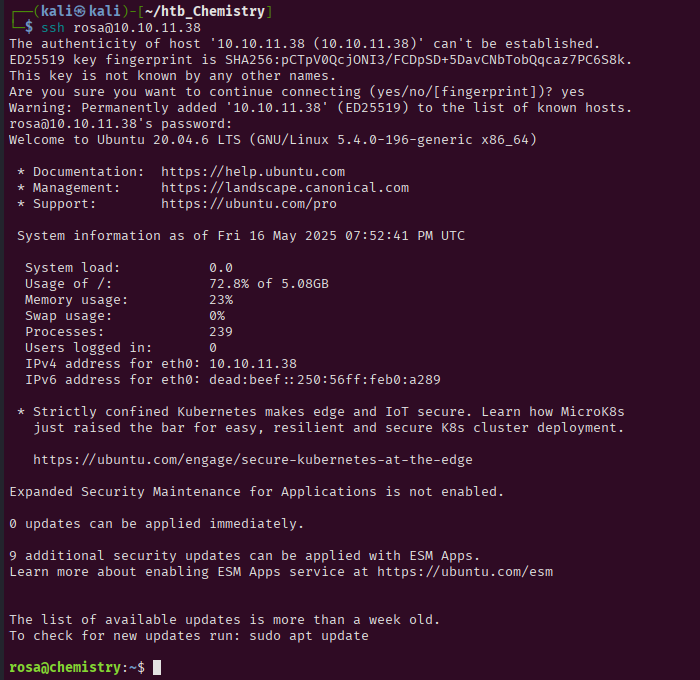 ┌──(kali㉿kali)-[~/htb_Chemistry]
└─$ ssh rosa@10.10.11.38
The authenticity of host '10.10.11.38 (10.10.11.38)' can't be established.
ED25519 key fingerprint is SHA256:pCTpV0QcjONI3/FCDpSD+5DavCNbTobQqcaz7PC6S8k.
This key is not known by any other names.
Are you sure you want to continue connecting (yes/no/[fingerprint])? yes
Warning: Permanently added '10.10.11.38' (ED25519) to the list of known hosts.
rosa@10.10.11.38's password:
Welcome to Ubuntu 20.04.6 LTS (GNU/Linux 5.4.0-196-generic x86_64)
* Documentation:  https://help.ubuntu.com
* Management:     https://landscape.canonical.com
* Support:        https://ubuntu.com/pro
System information as of Fri 16 May 2025 07:52:41 PM UTC
System load:           0.0
Usage of /:            72.8% of 5.08GB
Memory usage:          23%
Swap usage:            0%
Processes:             239
Users logged in:       0
IPv4 address for eth0: 10.10.11.38
IPv6 address for eth0: dead:beef::250:56ff:feb0:a289
* Strictly confined Kubernetes makes edge and IoT secure. Learn how MicroK8s
just raised the bar for easy, resilient and secure K8s cluster deployment.
https://ubuntu.com/engage/secure-kubernetes-at-the-edge
Expanded Security Maintenance for Applications is not enabled.
0 updates can be applied immediately.
9 additional security updates can be applied with ESM Apps.
Learn more about enabling ESM Apps service at https://ubuntu.com/esm
The list of available updates is more than a week old.
To check for new updates run: sudo apt update
rosa@chemistry:~$